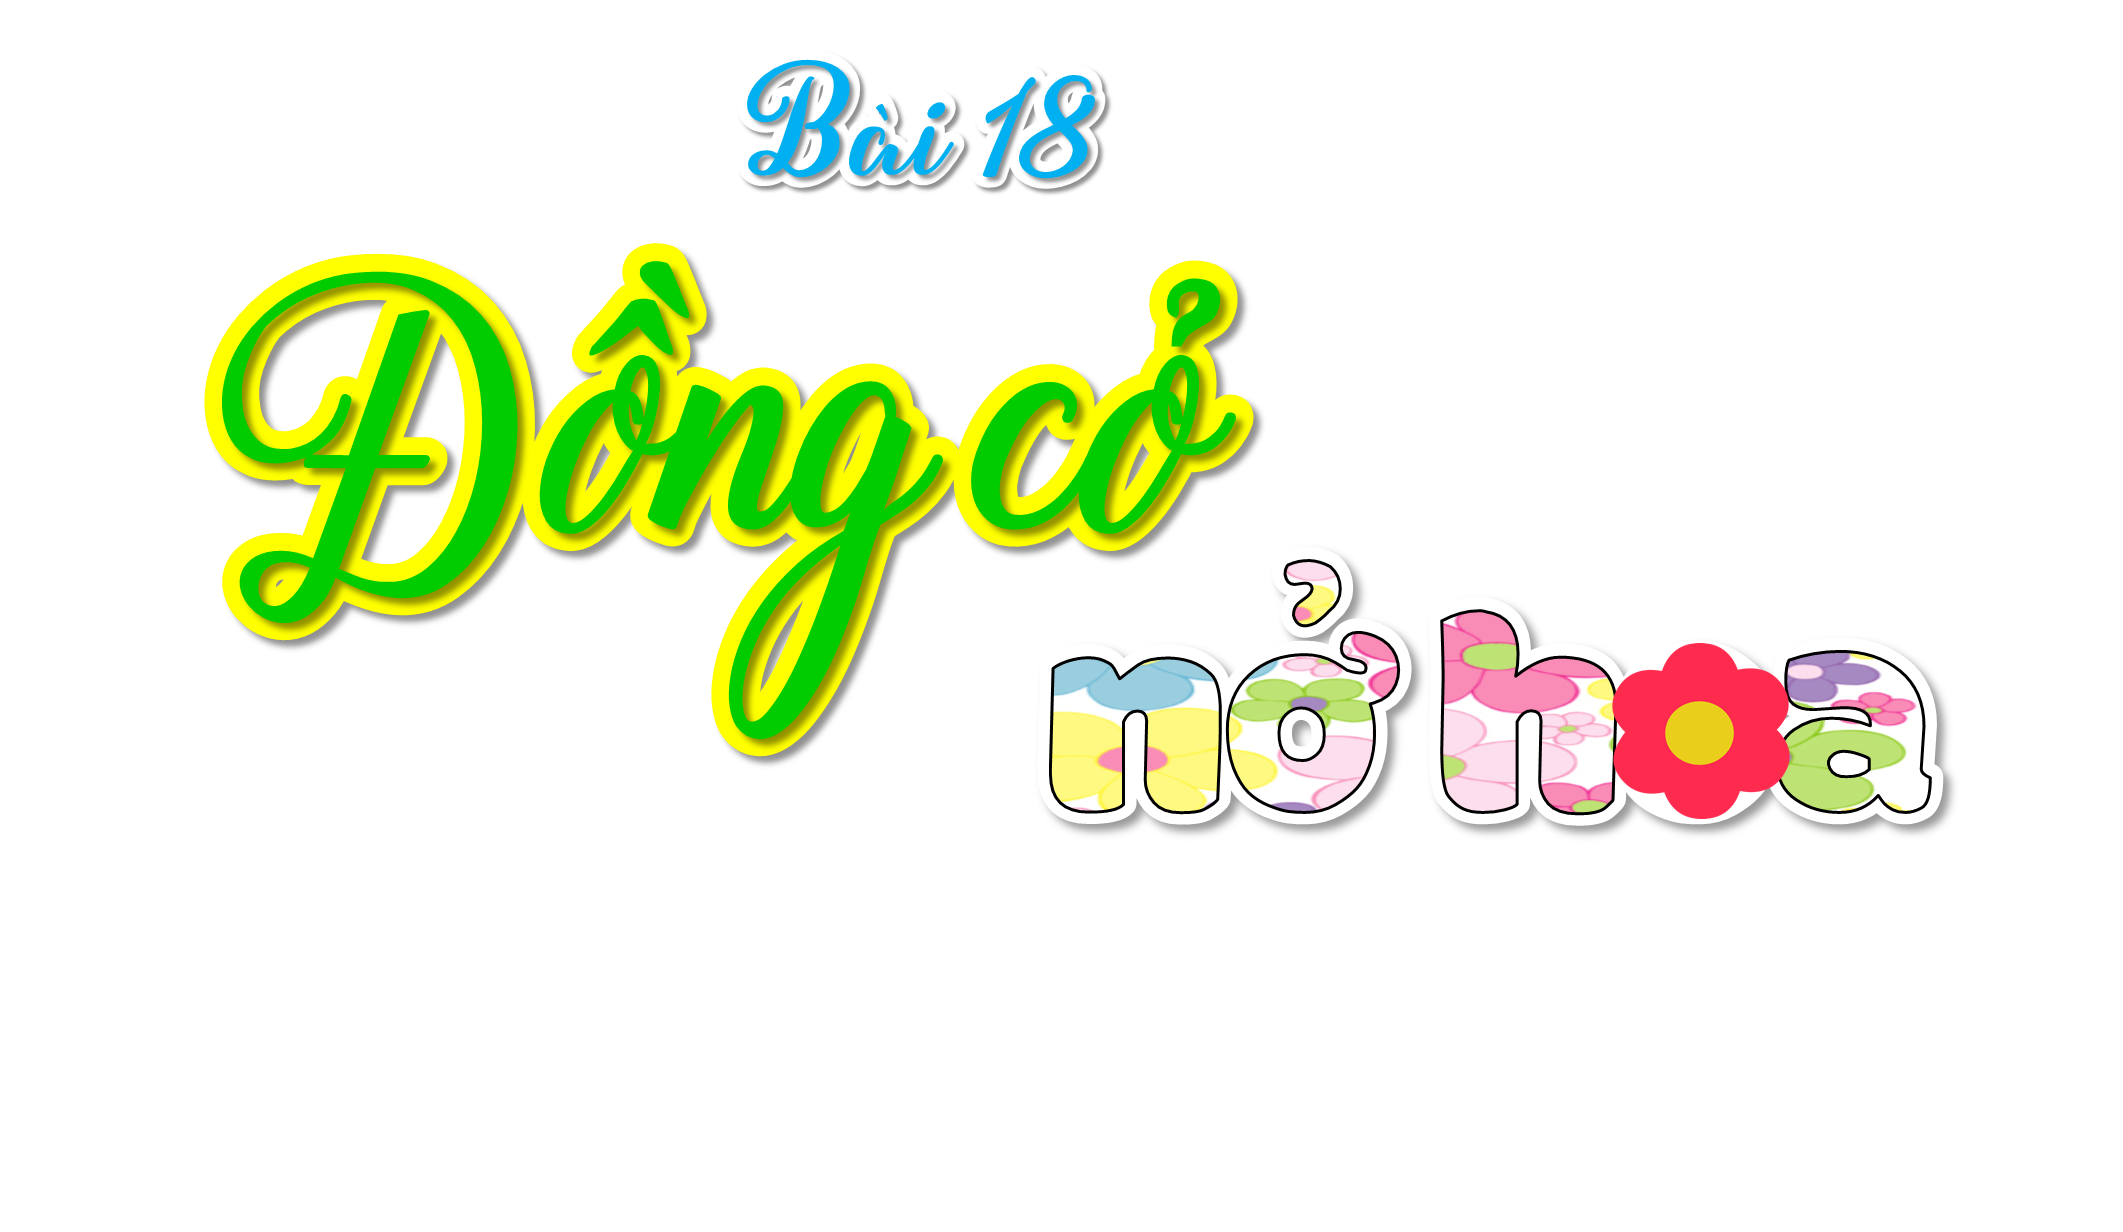 Bài 18
Đồng cỏ
nở hoa